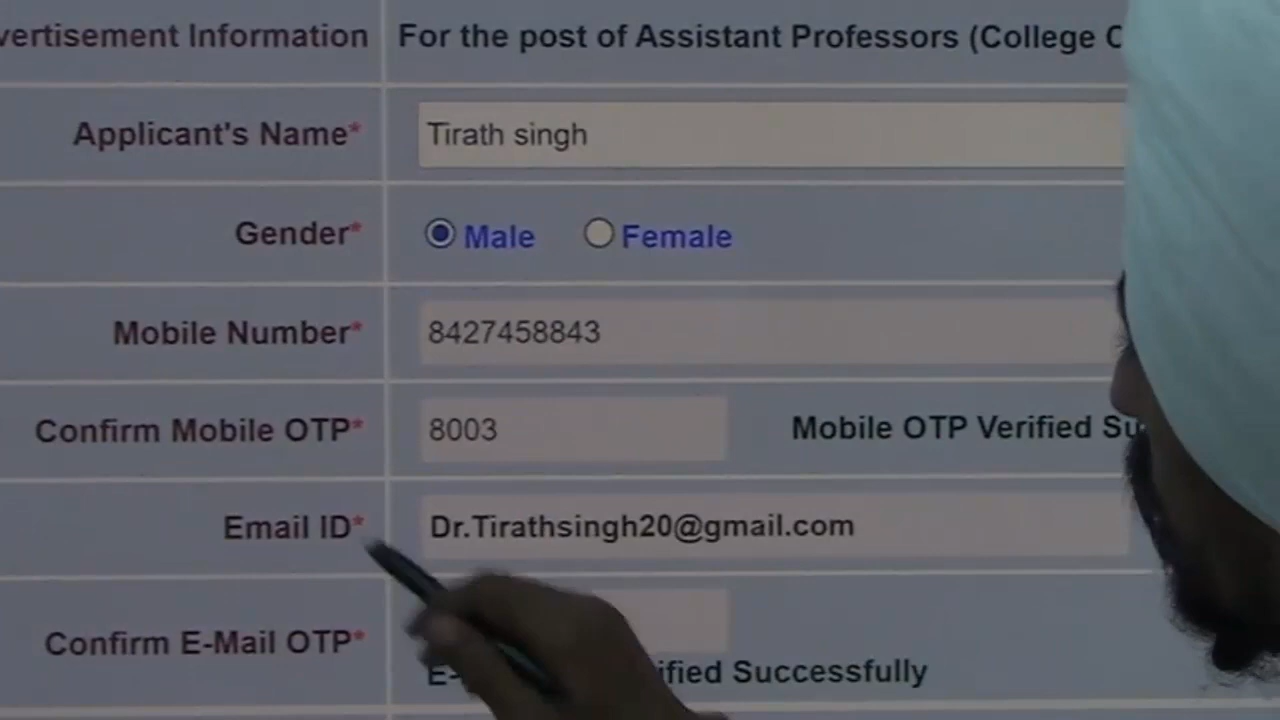 vertisement Information For the post of Assistant Professors (College C
Applicant's Name* Tirath singh
Gender* Male Female
Mobile Number* 8427458843
Confirm Mobile OTP* 8003 Mobile OTP Verified Su
Email ID* Dr.Tirathsingh20@gmail.com
Confirm E-Mail OTP*
E- ified Successfully